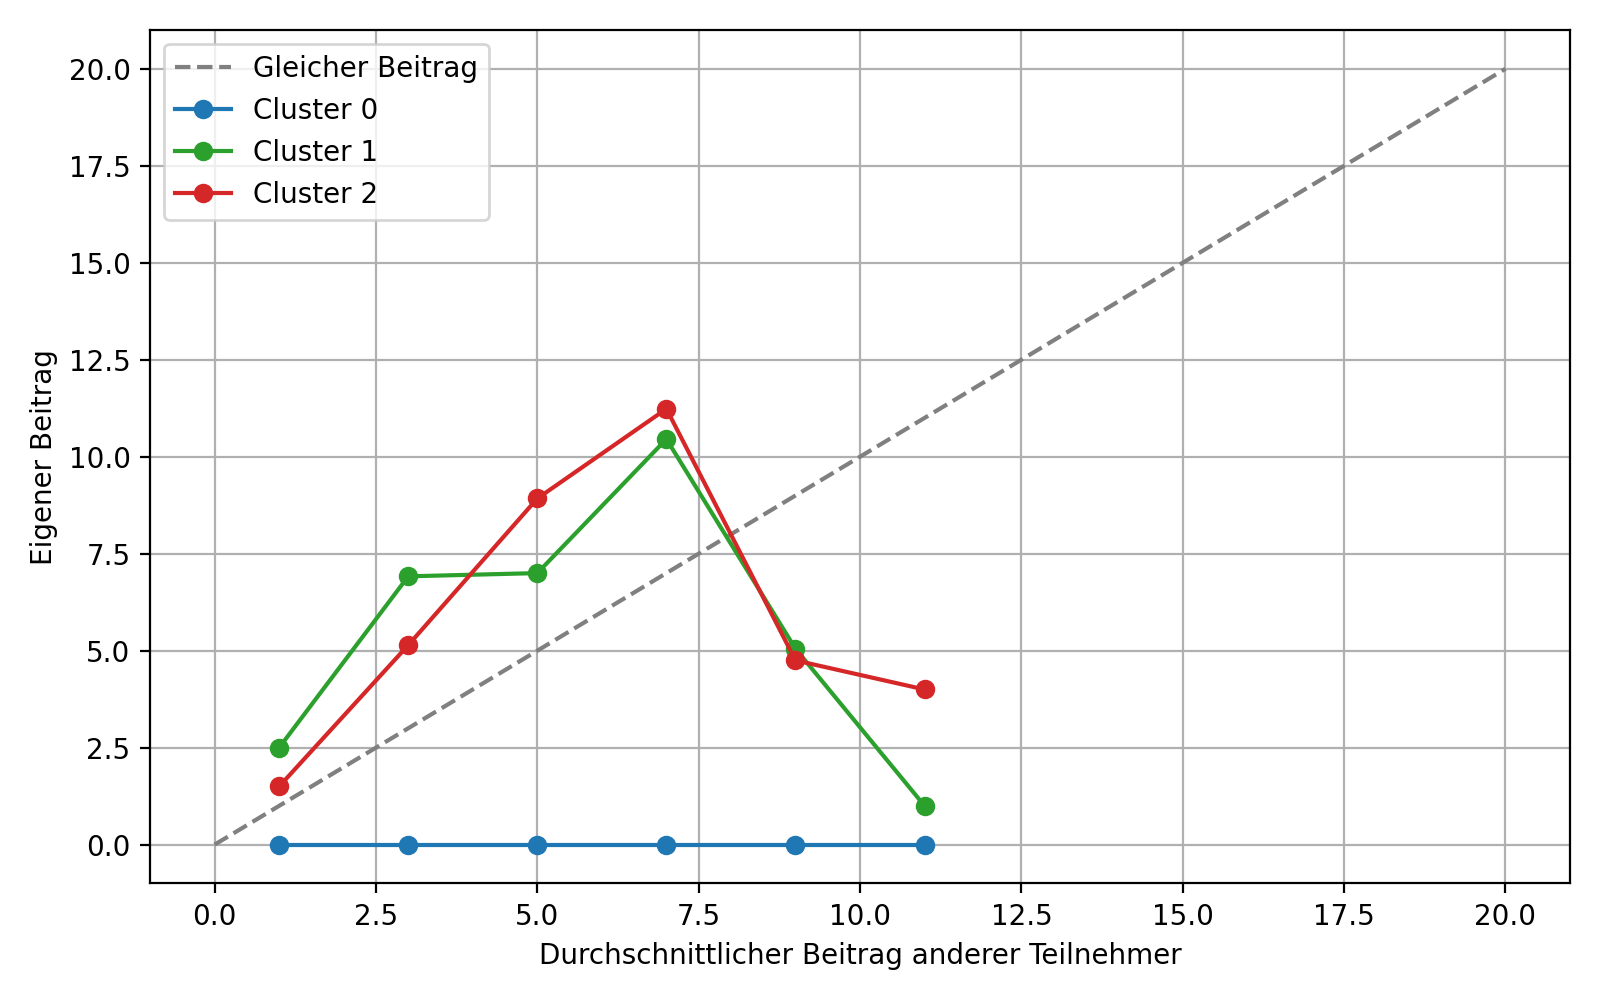 Gleicher Beitrag
Cluster 0
Cluster 1
Cluster 2
Eigener Beitrag
20.0
17.5
15.0
12.5
10.0
7.5
5.0
2.5
0.0
0.0 2.5 5.0 7.5 10.0 12.5 15.0 17.5 20.0
Durchschnittlicher Beitrag anderer Teilnehmer